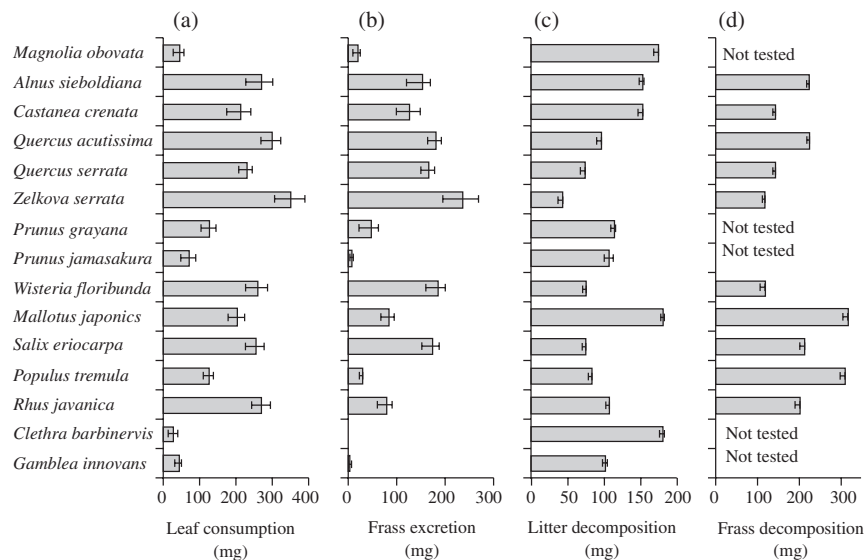 (a) (b) (c) (d)
Magnolia obovata Not tested
Alnus sieboldiana
Castanea crenata
Quercus acutissima
Quercus serrata
Zelkova serrata
Prunus grayana Not tested
Prunus jamasakura Not tested
Wisteria floribunda
Mallotus japonics
Salix eriocarpa
Populus tremula
Rhus javanica
Clethra barbinervis Not tested
Gamblea innovans Not tested
0 100 200 300 400 0 100 200 300 0 50 100 150 200 0 100 200 300
Leaf consumption Frass excretion Litter decomposition Frass decomposition
(mg) (mg) (mg) (mg)